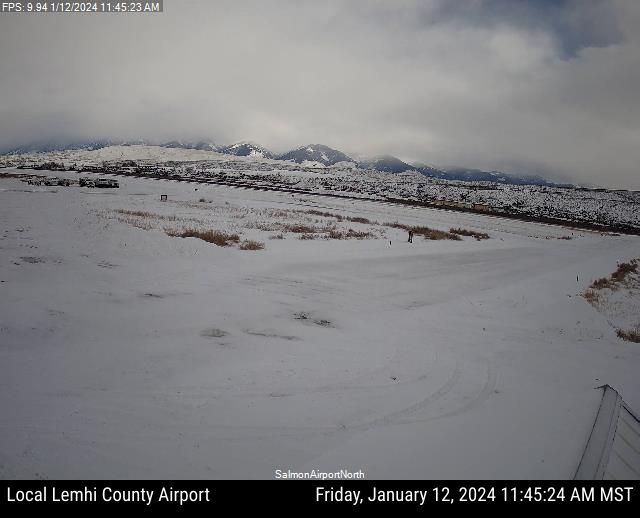 FPS: 9.94 1/12/2024 11:45:23 AM
SalmonAirportNorth
Local Lemhi County Airport Friday, January 12, 2024 11:45:24 AM MST